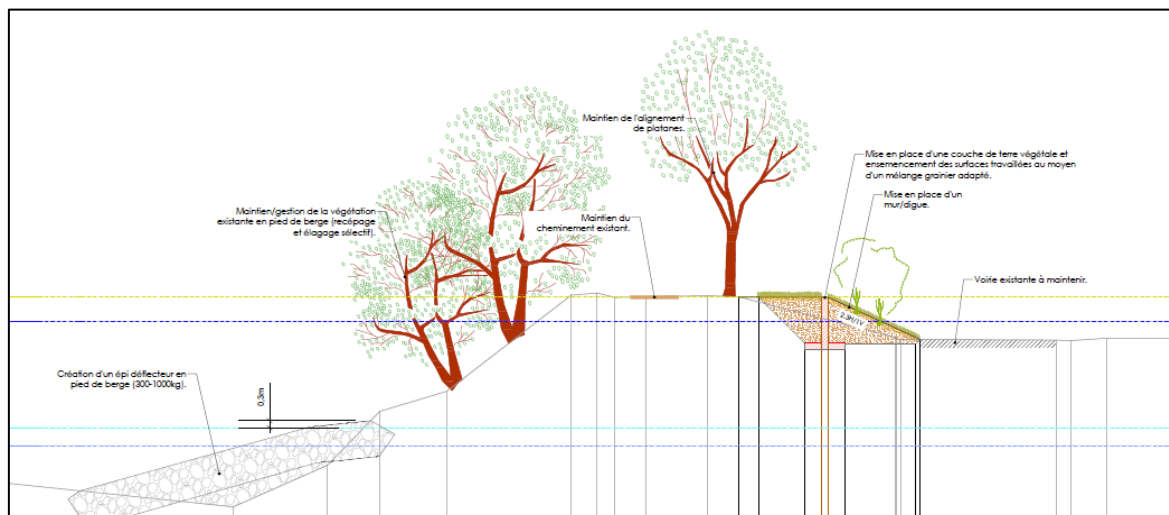 Maintien de l'alignement
de platanes.
Mise en place d'une couche de terre végétale et
ensemencement des surfaces travaillées au moyen
d'un mélange grainier adapté.
Mise en place d'un
mur/digue.
Maintien/gestion de la végétation
existante en pied de berge (recépage
et élagage sélectif).
Maintien du
cheminement existant.
Voirie existante à maintenir.
2.3H/1V
Création d'un épi déflecteur en
pied de berge (300-1000kg).
0.3m